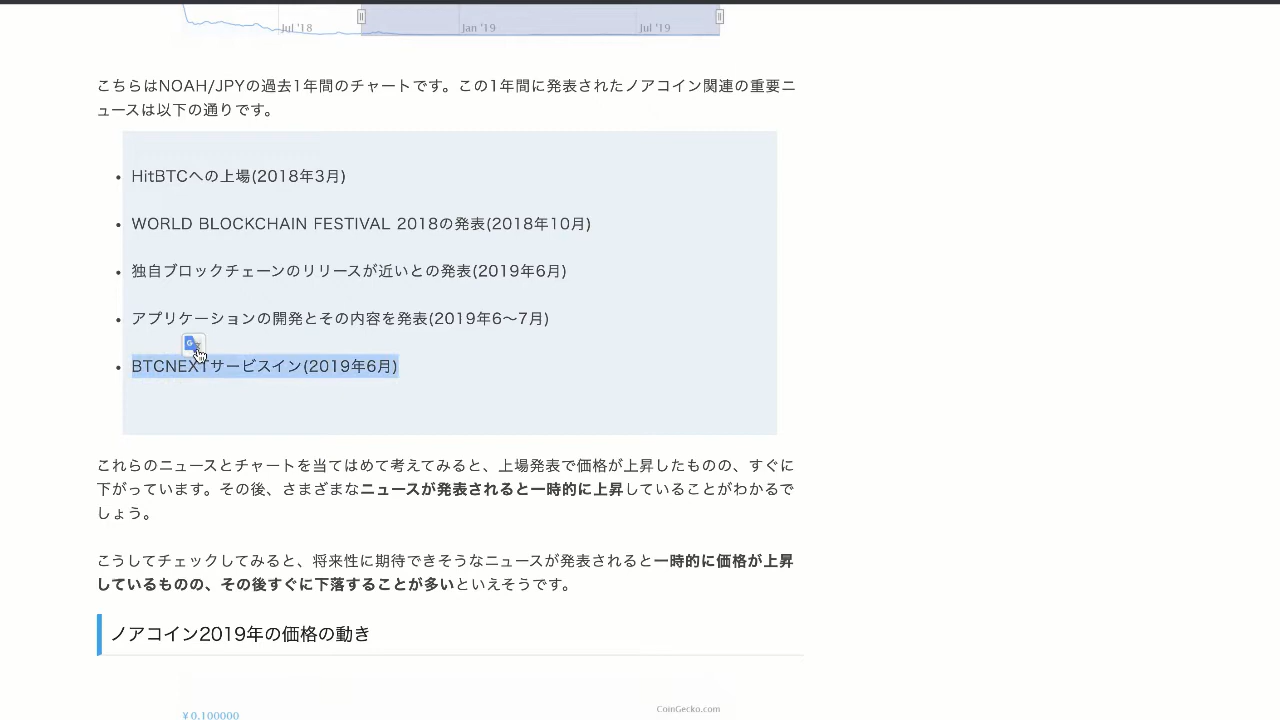 Jul '18 Jan '19 Jul '19
こちらはNOAH/JPYの過去1年間のチャートです。この1年間に発表されたノアコイン関連の重要ニ
ュースは以下の通りです。
• HitBTCへの上場(2018年3月)
• WORLD BLOCKCHAIN FESTIVAL 2018の発表(2018年10月)
• 独自ブロックチェーンのリリースが近いとの発表(2019年6月)
• アプリケーションの開発とその内容を発表(2019年6〜7月)
• BTCNEXTサービスイン(2019年6月)
これらのニュースとチャートを当てはめて考えてみると、上場発表で価格が上昇したものの、すぐに
下がっています。その後、さまざまなニュースが発表されると一時的に上昇していることがわかるで
しょう。
こうしてチェックしてみると、将来性に期待できそうなニュースが発表されると一時的に価格が上昇
しているものの、その後すぐに下落することが多いといえそうです。
ノアコイン2019年の価格の動き
CoinGecko.com
¥0.100000